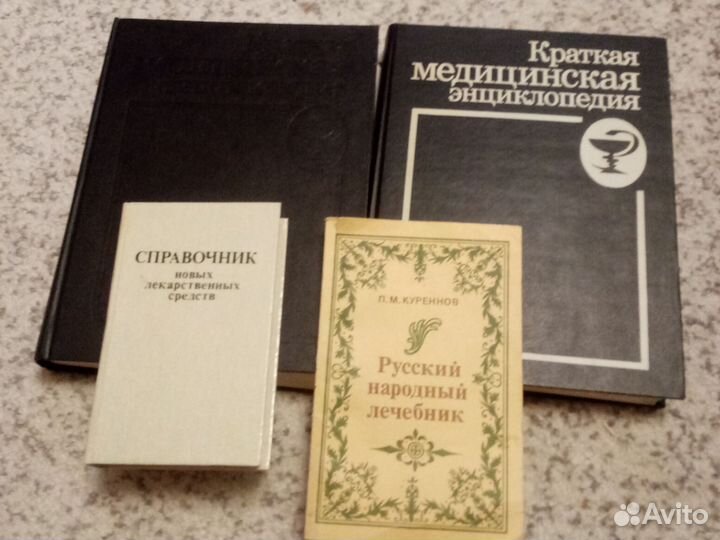 Краткая
медицинская
энциклопедия
СПРАВОЧНИК
новых
лекарственных
средств
П.М.КУРЕННОВ
Русский
народный
лечебник
Avito